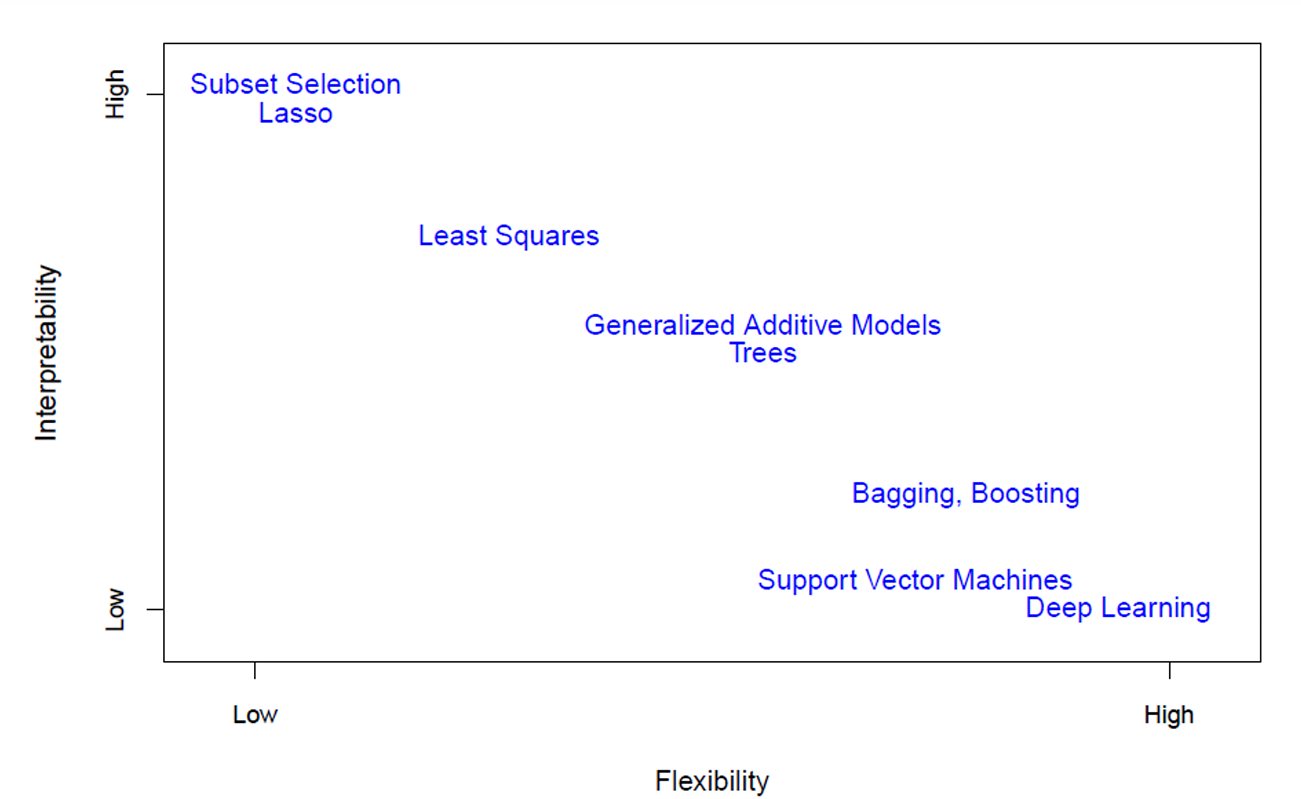 High
Subset Selection
Lasso
Least Squares
Generalized Additive Models
Trees
Interpretability
Bagging, Boosting
Support Vector Machines
Deep Learning
Low
Low
High
Flexibility